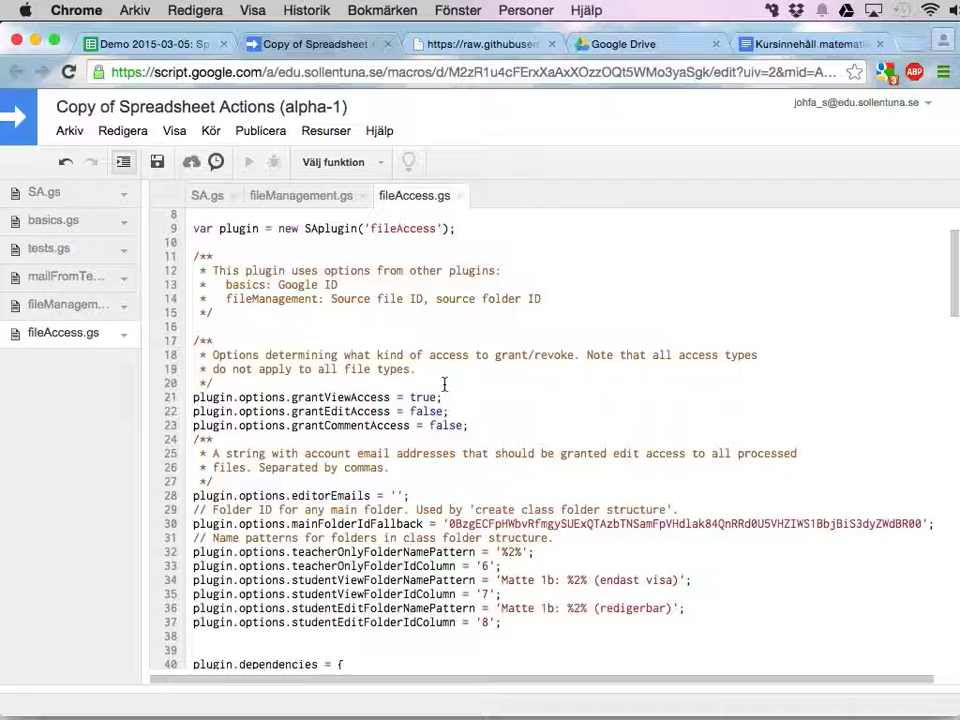 Chrome Arkiv Redigera Visa Historik Bokmärken Fönster Personer Hjälp
Demo 2015-03-05: Sp
Copy of Spreadsheet
https://raw.githubuser
Google Drive
Kursinnehåll matemati
https://script.google.com/a/edu.sollentuna.se/macros/d/M2zR1u4cFErxXaAxXOzzOQt5WMo3yaSgk/edit?uiv=2&mid=A...
3
ABP
Copy of Spreadsheet Actions (alpha-1)
johfa_s@edu.sollentuna.se
Arkiv Redigera Visa Kör Publicera Resurser Hjälp
Välj funktion
SA.gs
basics.gs
tests.gs
mailFromTe...
fileManagem...
fileAccess.gs
SA.gs fileManagement.gs fileAccess.gs
8
9 var plugin = new SAplugin('fileAccess');
10
11 /**
12 * This plugin uses options from other plugins:
13 * basics: Google ID
14 * fileManagement: Source file ID, source folder ID
15 */
16
17 /**
18 * Options determining what kind of access to grant/revoke. Note that all access types
19 * do not apply to all file types.
20 */
21 plugin.options.grantViewAccess = true;
22 plugin.options.grantEditAccess = false;
23 plugin.options.grantCommentAccess = false;
24 /**
25 * A string with account email addresses that should be granted edit access to all processed
26 * files. Separated by commas.
27 */
28 plugin.options.editorEmails = '';
29 // Folder ID for any main folder. Used by 'create class folder structure'.
30 plugin.options.mainFolderIdFallback = '0BzgECFpHWbvRfmgySUExQTAzbTNSamFpVHdlak84QnRRd0U5VHZIWS1BbjBiS3dyZWdBR00';
31 // Name patterns for folders in class folder structure.
32 plugin.options.teacherOnlyFolderNamePattern = '%2%';
33 plugin.options.teacherOnlyFolderIdColumn = '6';
34 plugin.options.studentViewFolderNamePattern = 'Matte 1b: %2% (endast visa)';
35 plugin.options.studentViewFolderIdColumn = '7';
36 plugin.options.studentEditFolderNamePattern = 'Matte 1b: %2% (redigerbar)';
37 plugin.options.studentEditFolderIdColumn = '8';
38
39
40 plugin.dependencies = {